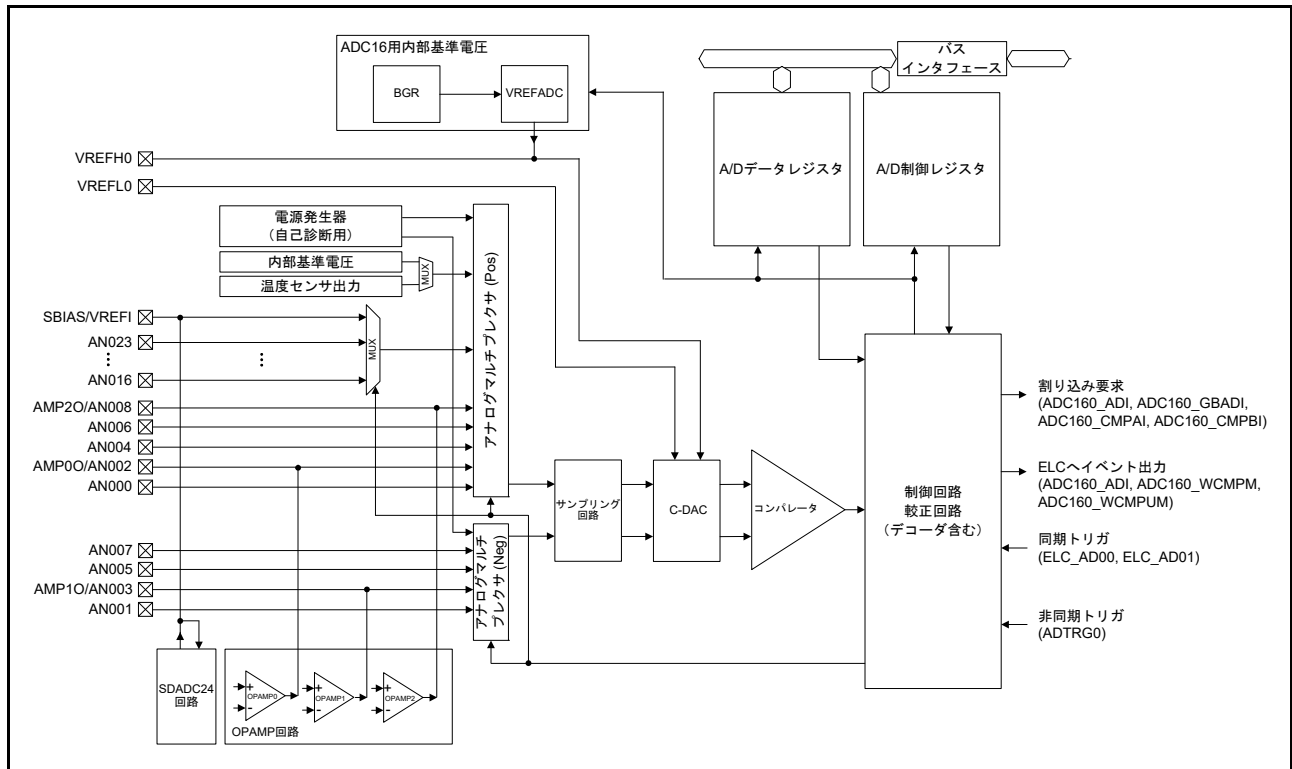 ADC16用内部基準電圧
BGR
VREFADC
バス
インタフェース
A/Dデータレジスタ
A/D制御レジスタ
VREFH0
VREFL0
電源発生器
(自己診断用)
内部基準電圧
温度センサ出力
MUX
アナログマルチプレクサ (Pos)
SBIAS/VREFI
AN023
⋮
AN016
…
MUX
AMP2O/AN008
AN006
AN004
AMP0O/AN002
AN000
AN007
AN005
AMP1O/AN003
AN001
アナログマルチ
プレクサ (Neg)
サンプリング
回路
C-DAC
コンパレータ
制御回路
較正回路
(デコーダ含む)
割り込み要求
(ADC160_ADI, ADC160_GBADI,
ADC160_CMPAI, ADC160_CMPBI)
ELCへイベント出力
(ADC160_ADI, ADC160_WCMPM,
ADC160_WCMPUM)
同期トリガ
(ELC_AD00, ELC_AD01)
非同期トリガ
(ADTRG0)
SDADC24
回路
+
-
OPAMP0
+
-
OPAMP1
+
-
OPAMP2
OPAMP回路